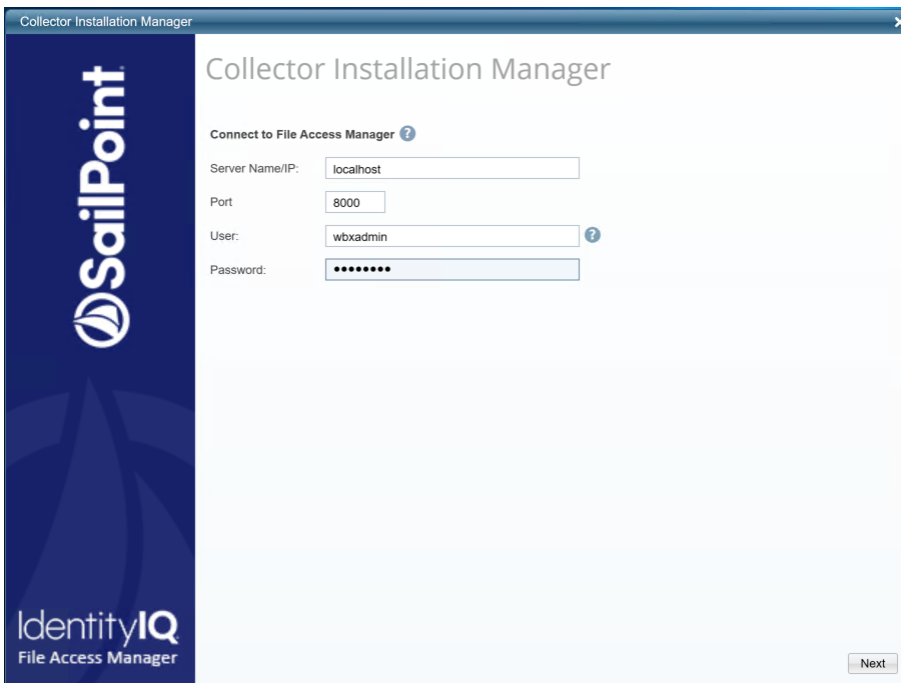 Collector Installation Manager
SailPoint
Collector Installation Manager
Connect to File Access Manager ?
Server Name/IP: localhost
Port 8000
User: wbxadmin ?
Password: ••••••••
IdentityIQ
File Access Manager
Next